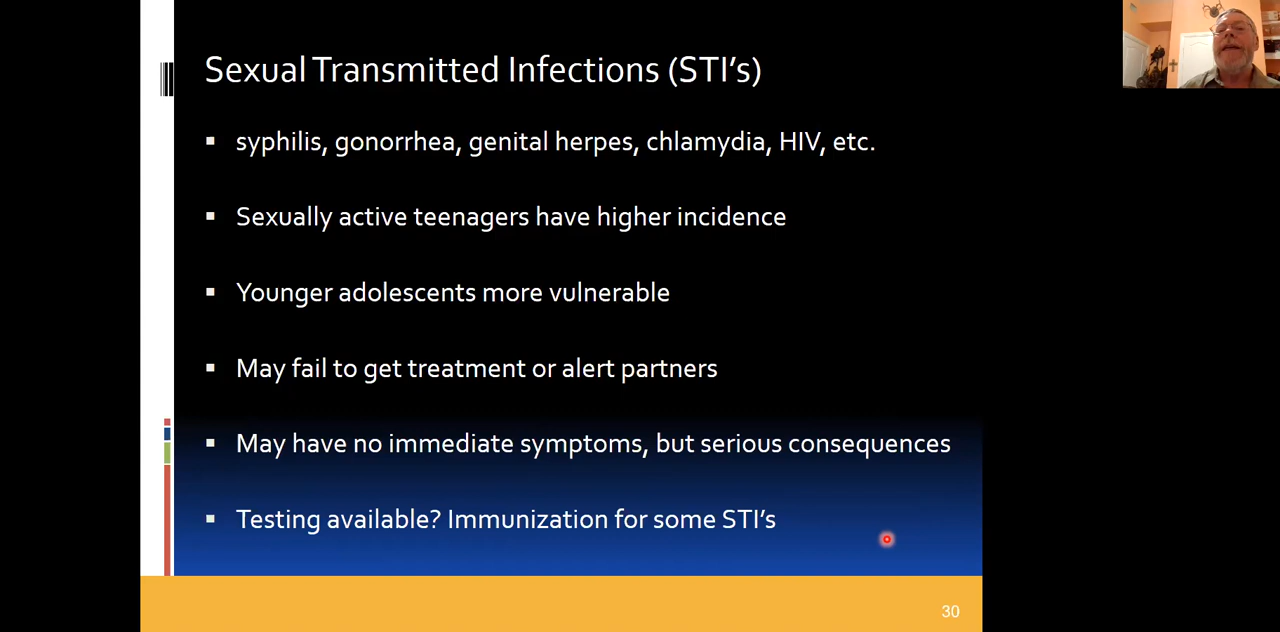 Sexual Transmitted Infections (STI’s)
▪ syphilis, gonorrhea, genital herpes, chlamydia, HIV, etc.
▪ Sexually active teenagers have higher incidence
▪ Younger adolescents more vulnerable
▪ May fail to get treatment or alert partners
▪ May have no immediate symptoms, but serious consequences
▪ Testing available? Immunization for some STI’s
30